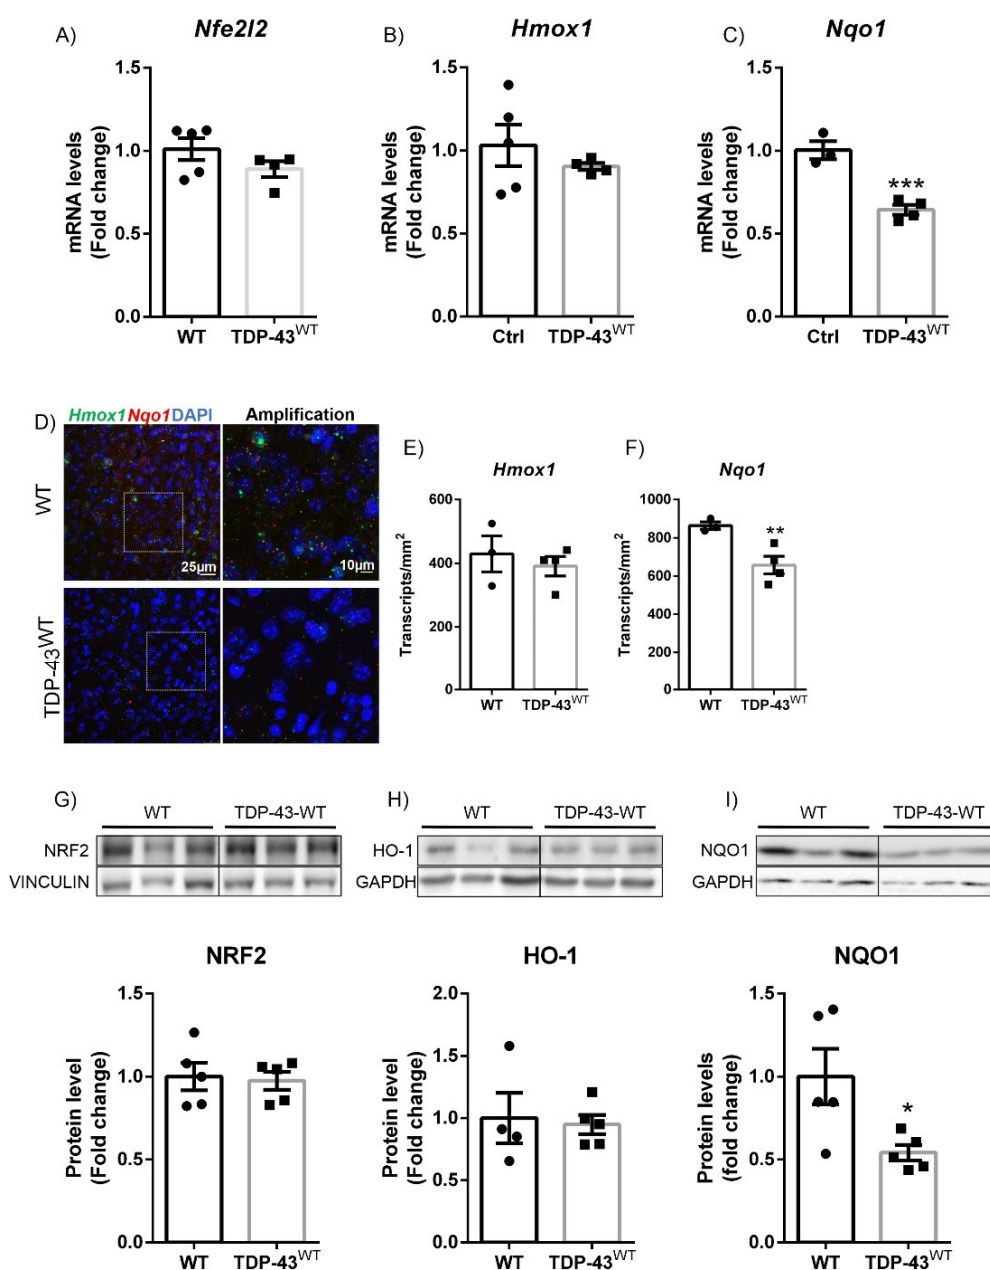 A) Nfe2l2
mRNA levels
(Fold change)
1.5
1.0
0.5
0.0
WT TDP-43WT
B) Hmox1
mRNA levels
(Fold change)
1.5
1.0
0.5
0.0
Ctrl TDP-43WT
C) Nqo1
mRNA levels
(Fold change)
1.5
1.0
0.5
0.0
***
Ctrl TDP-43WT
D) Hmox1 Nqo1 DAPI Amplification
WT
25µm 10µm
TDP-43WT
E) Hmox1
Transcripts/mm²
600
400
200
0
WT TDP-43WT
F) Nqo1
Transcripts/mm²
1000
800
600
400
200
0
**
WT TDP-43WT
G) WT TDP-43-WT
NRF2
VINCULIN
NRF2
Protein level
(Fold change)
1.5
1.0
0.5
0.0
WT TDP-43WT
H) WT TDP-43-WT
HO-1
GAPDH
HO-1
Protein level
(Fold change)
2.0
1.5
1.0
0.5
0.0
WT TDP-43WT
I) WT TDP-43-WT
NQO1
GAPDH
NQO1
Protein levels
(fold change)
1.5
1.0
0.5
0.0
*
WT TDP-43WT